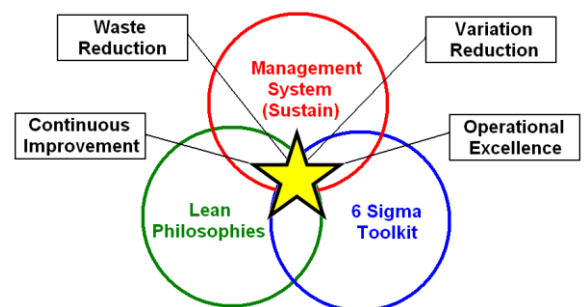 Waste
Reduction
Variation
Reduction
Management
System
(Sustain)
Continuous
Improvement
Operational
Excellence
Lean
Philosophies
6 Sigma
Toolkit